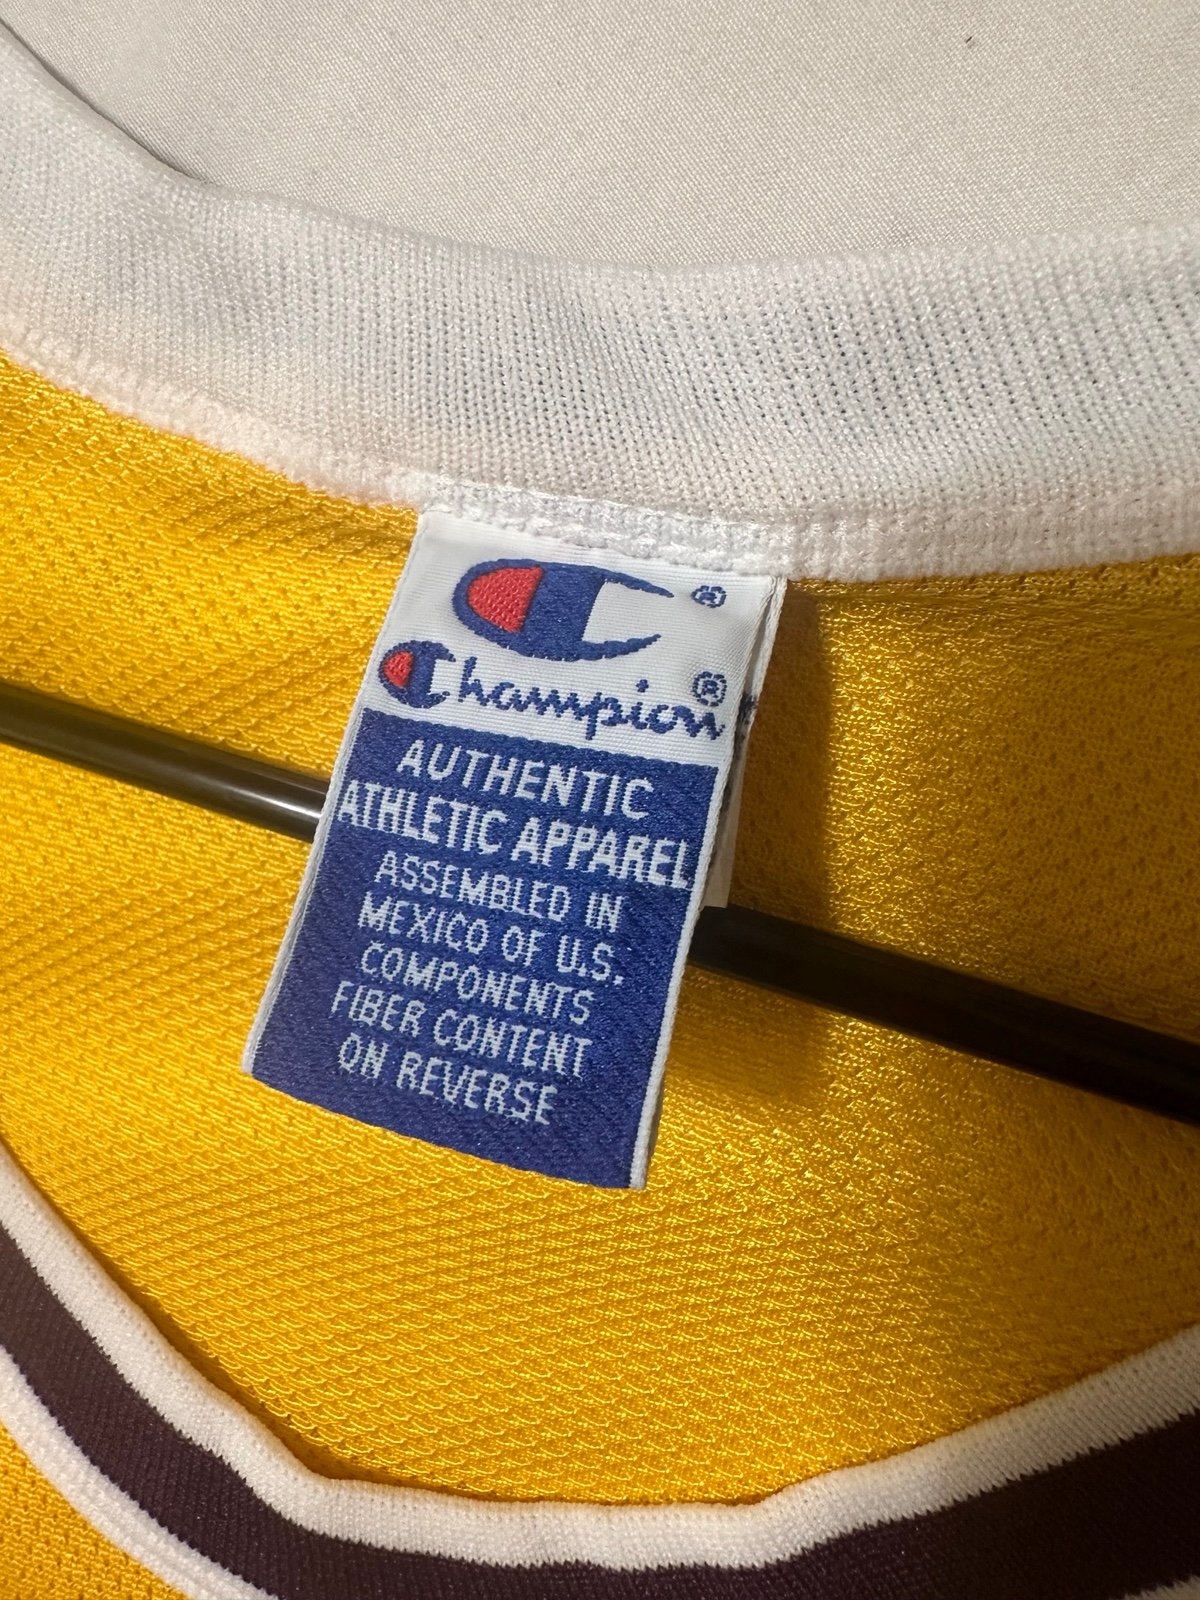 ®
Champion®
AUTHENTIC
ATHLETIC APPAREL
ASSEMBLED IN
MEXICO OF U.S.
COMPONENTS
FIBER CONTENT
ON REVERSE